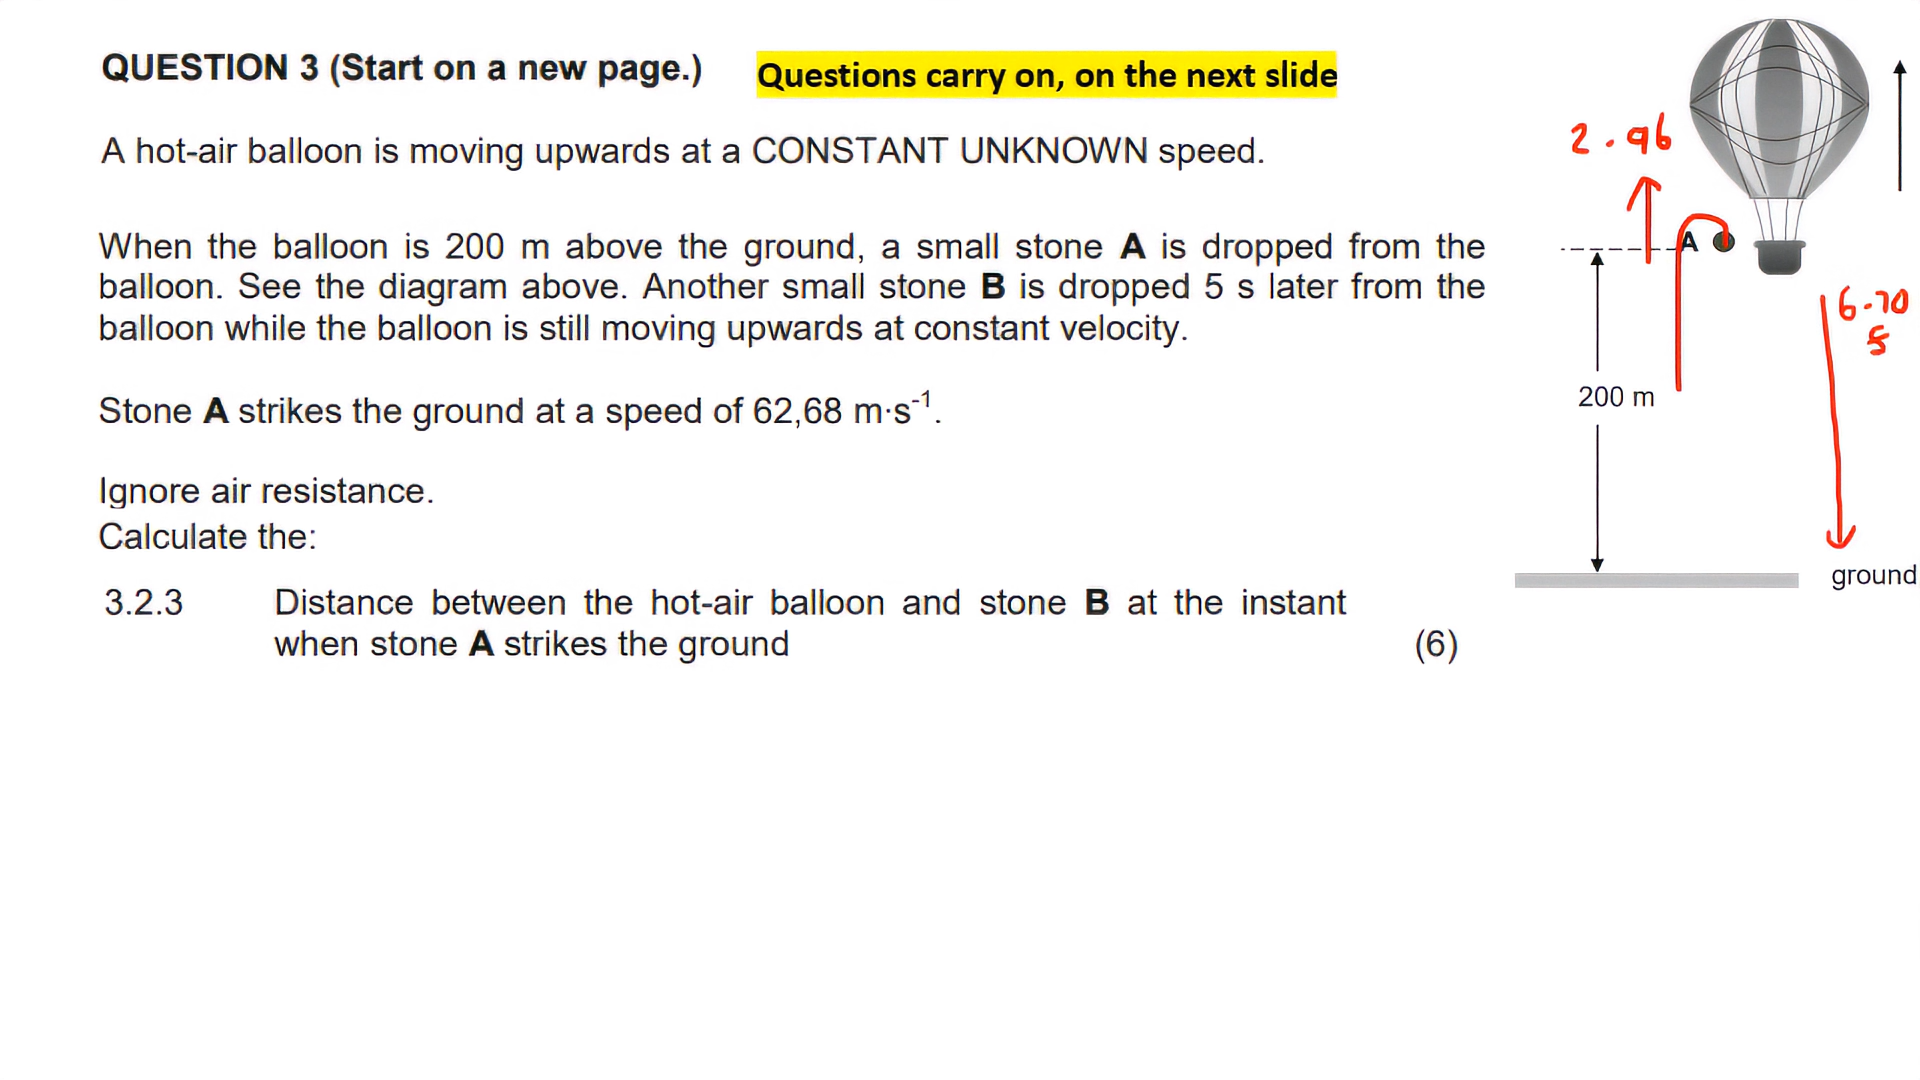 QUESTION 3 (Start on a new page.)
Questions carry on, on the next slide
A hot-air balloon is moving upwards at a CONSTANT UNKNOWN speed.
When the balloon is 200 m above the ground, a small stone A is dropped from the
balloon. See the diagram above. Another small stone B is dropped 5 s later from the
balloon while the balloon is still moving upwards at constant velocity.
Stone A strikes the ground at a speed of 62,68 m·s⁻¹.
Ignore air resistance.
Calculate the:
3.2.3 Distance between the hot-air balloon and stone B at the instant
when stone A strikes the ground (6)
2.96
A
6.70
s
200 m
ground